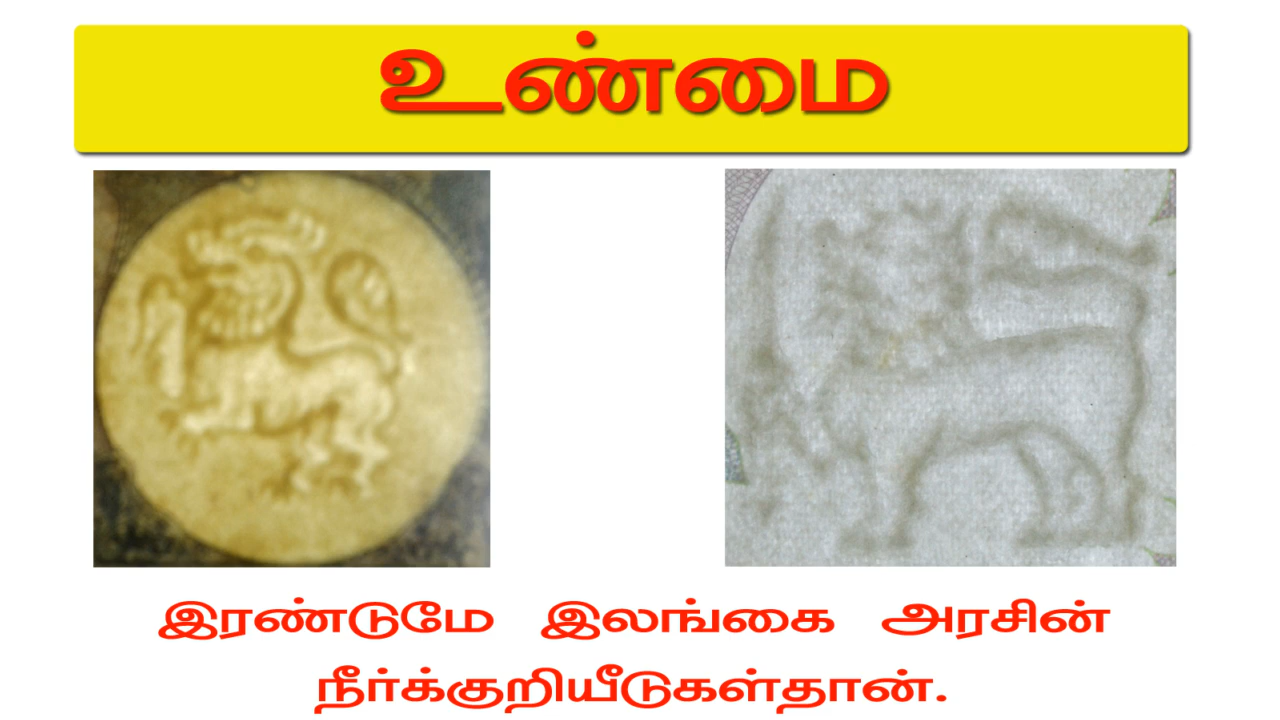 உண்மை
இரண்டுமே இலங்கை அரசின்
நீர்க்குறியீடுகள்தான்.